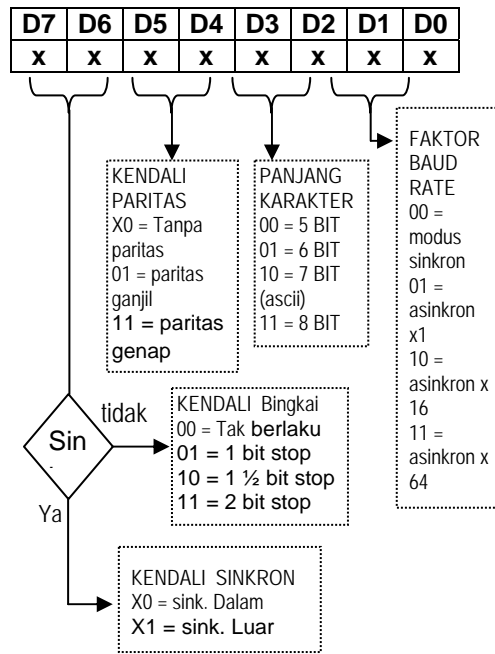 D7 D6 D5 D4 D3 D2 D1 D0
x x x x x x x x
KENDALI
PARITAS
X0 = Tanpa
paritas
01 = paritas
ganjil
11 = paritas
genap
PANJANG
KARAKTER
00 = 5 BIT
01 = 6 BIT
10 = 7 BIT
(ascii)
11 = 8 BIT
FAKTOR
BAUD
RATE
00 =
modus
sinkron
01 =
asinkron
x1
10 =
asinkron x
16
11 =
asinkron x
64
Sin
tidak
KENDALI Bingkai
00 = Tak berlaku
01 = 1 bit stop
10 = 1 ½ bit stop
11 = 2 bit stop
Ya
KENDALI SINKRON
X0 = sink. Dalam
X1 = sink. Luar